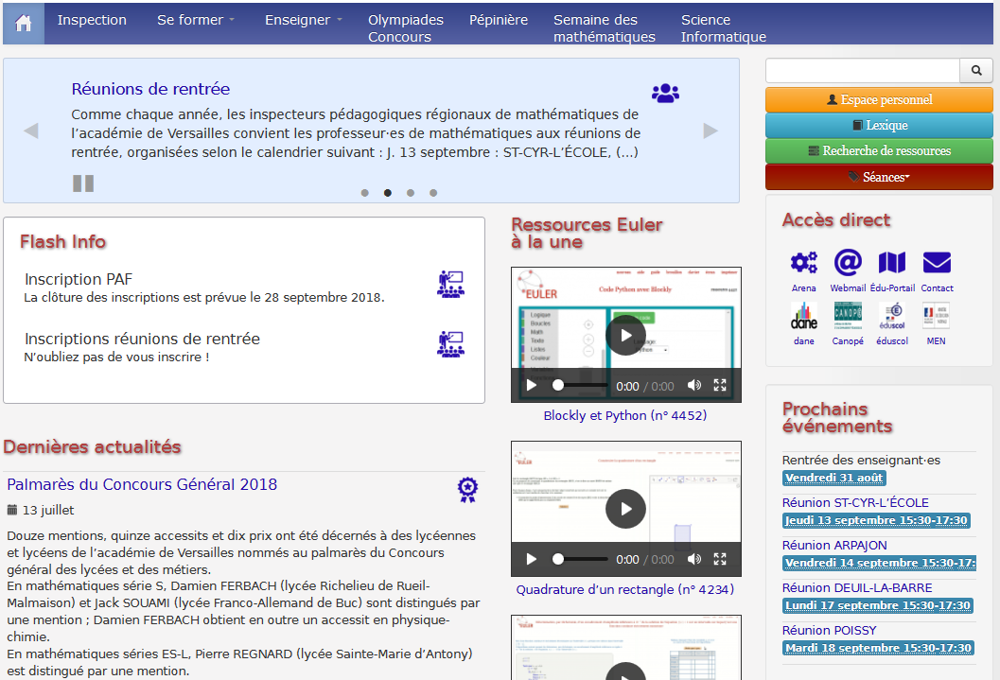 Inspection
Se former
Enseigner
Olympiades
Concours
Pépinière
Semaine des
mathématiques
Science
Informatique
Réunions de rentrée
Comme chaque année, les inspecteurs pédagogiques régionaux de mathématiques de
l’académie de Versailles convient les professeur·es de mathématiques aux réunions de
rentrée, organisées selon le calendrier suivant : J. 13 septembre : ST-CYR-L’ÉCOLE, (...)
Espace personnel
Lexique
Recherche de ressources
Séances
Flash Info
Inscription PAF
La clôture des inscriptions est prévue le 28 septembre 2018.
Inscriptions réunions de rentrée
N’oubliez pas de vous inscrire !
Dernières actualités
Palmarès du Concours Général 2018
13 juillet
Douze mentions, quinze accessits et dix prix ont été décernés à des lycéennes
et lycéens de l’académie de Versailles nommés au palmarès du Concours
général des lycées et des métiers.
En mathématiques série S, Damien FERBACH (lycée Richelieu de Rueil-
Malmaison) et Jack SOUAMI (lycée Franco-Allemand de Buc) sont distingués par
une mention ; Damien FERBACH obtient en outre un accessit en physique-
chimie.
En mathématiques séries ES-L, Pierre REGNARD (lycée Sainte-Marie d’Antony)
est distingué par une mention.
Ressources Euler
à la une
EULER
Code Python avec Blockly
Logique
Boucles
Math
Texte
Listes
Couleur
0:00 / 0:00
Blockly et Python (n° 4452)
0:00 / 0:00
Quadrature d’un rectangle (n° 4234)
Accès direct
Arena
Webmail
Édu-Portail
Contact
dane
CANOPÉ
éduscol
dane
Canopé
éduscol
MEN
Prochains
événements
Rentrée des enseignant·es
Vendredi 31 août
Réunion ST-CYR-L’ÉCOLE
Jeudi 13 septembre 15:30-17:30
Réunion ARPAJON
Vendredi 14 septembre 15:30-17:
Réunion DEUIL-LA-BARRE
Lundi 17 septembre 15:30-17:30
Réunion POISSY
Mardi 18 septembre 15:30-17:30